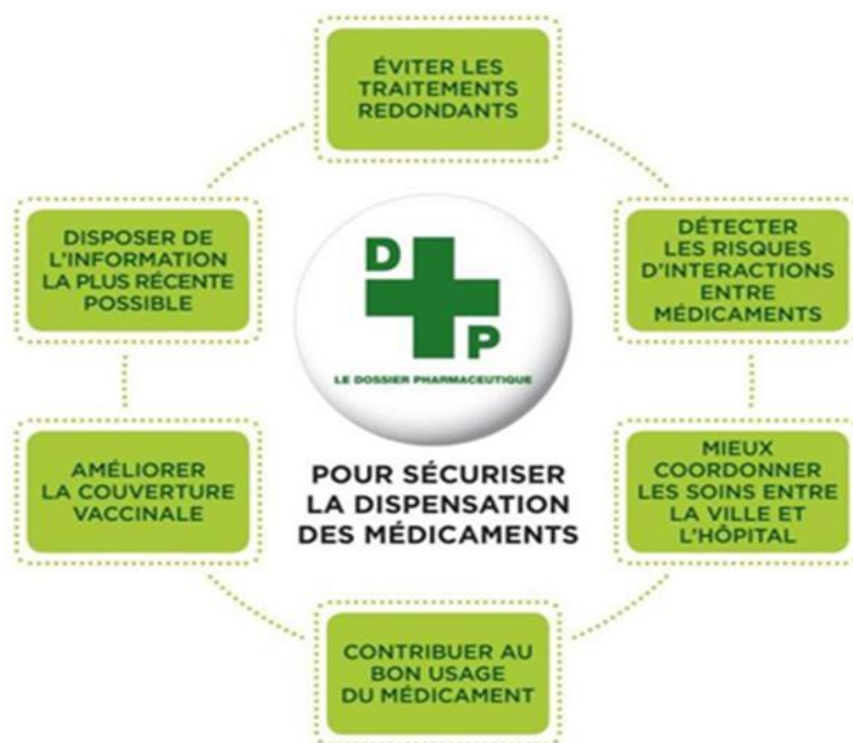 ÉVITER LES
TRAITEMENTS
REDONDANTS
DISPOSER DE
L'INFORMATION
LA PLUS RÉCENTE
POSSIBLE
D
P
LE DOSSIER PHARMACEUTIQUE
DÉTECTER
LES RISQUES
D'INTERACTIONS
ENTRE
MÉDICAMENTS
AMÉLIORER
LA COUVERTURE
VACCINALE
POUR SÉCURISER
LA DISPENSATION
DES MÉDICAMENTS
MIEUX
COORDONNER
LES SOINS ENTRE
LA VILLE ET
L'HÔPITAL
CONTRIBUER AU
BON USAGE
DU MÉDICAMENT